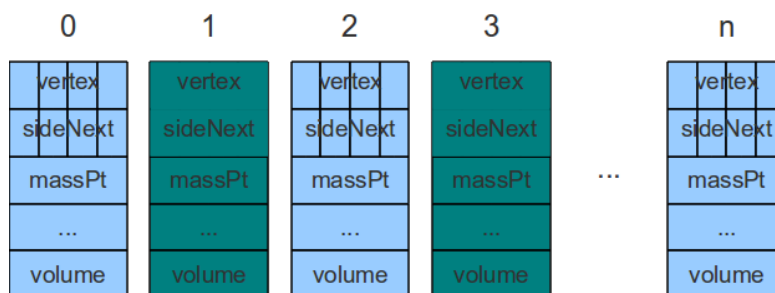 0 1 2 3 n
vertex vertex vertex vertex vertex
sideNext sideNext sideNext sideNext sideNext
massPt massPt massPt massPt ... massPt
... ... ... ... ...
volume volume volume volume volume